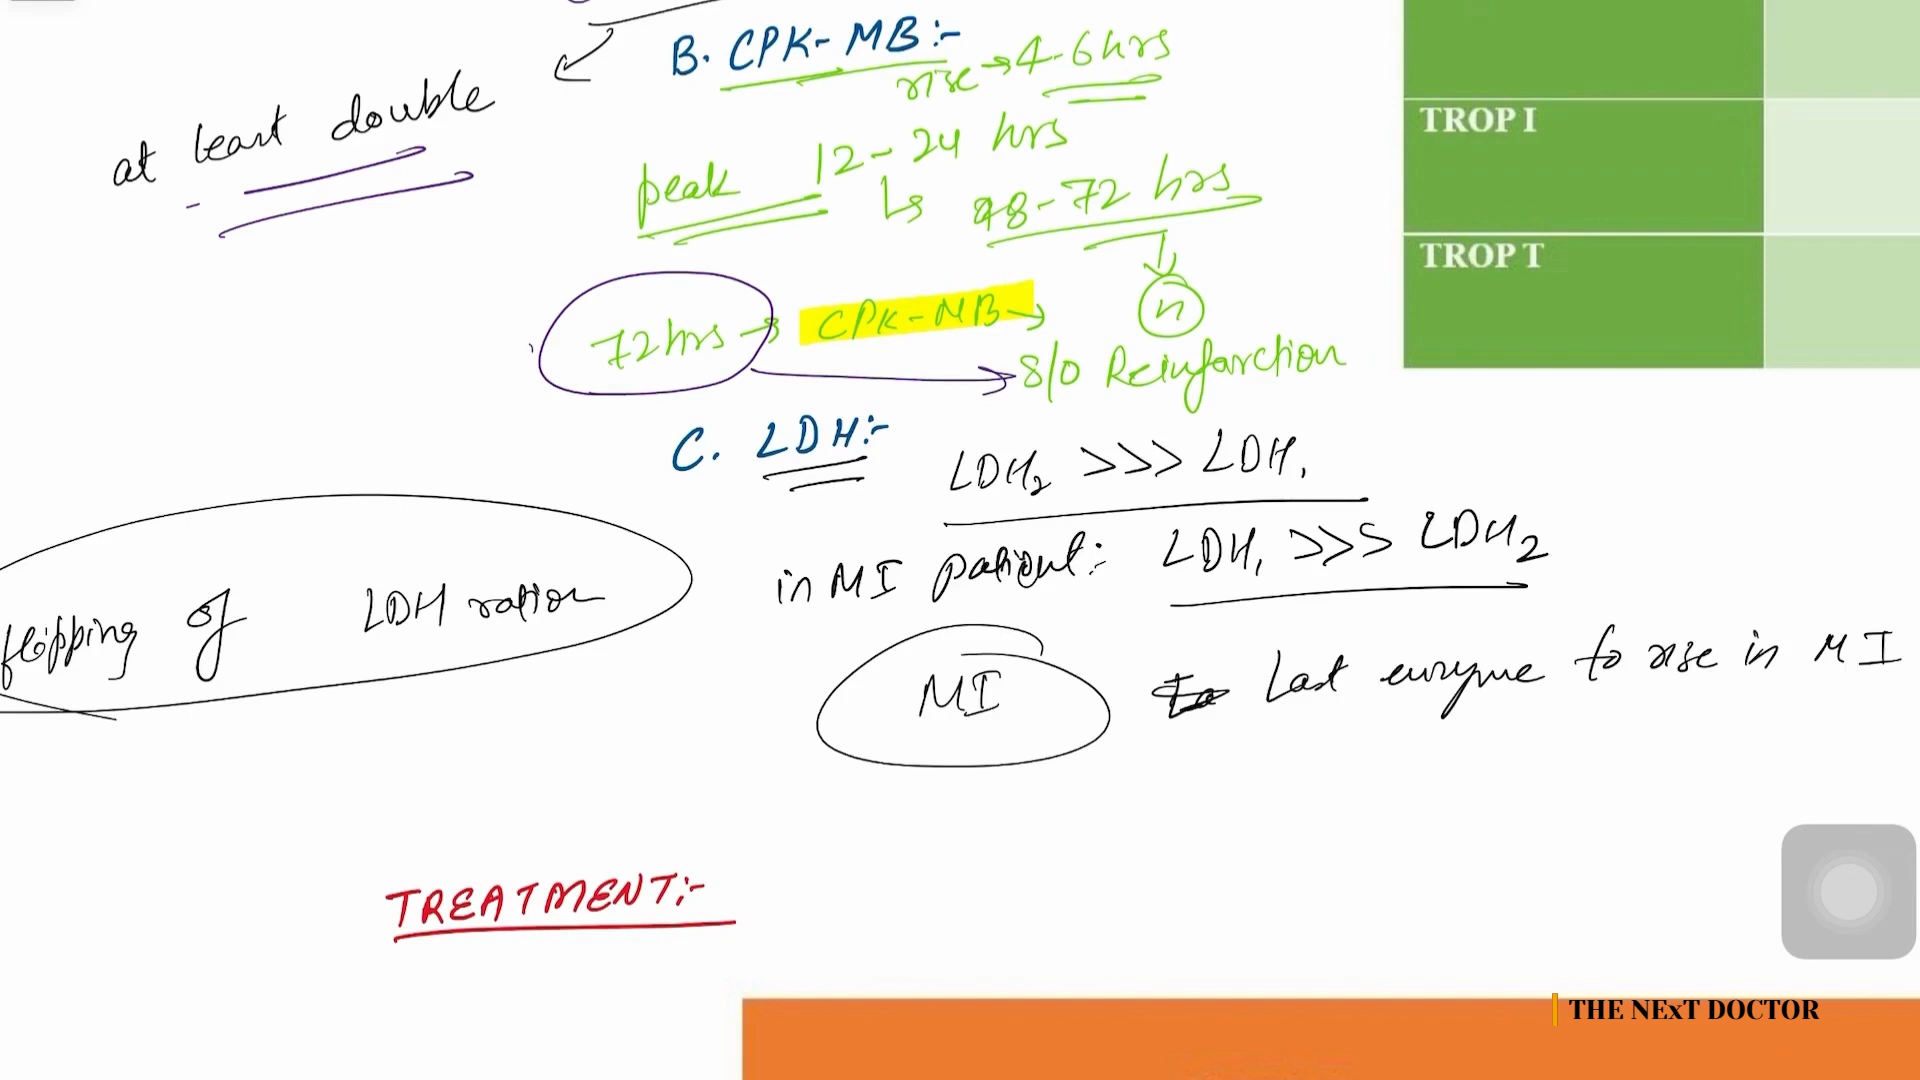 B. CPK-MB:-
rise → 4-6 hrs
at least double
peak 12-24 hrs
↳ 48-72 hrs
n
72 hrs → CPK-MB →
S/O Reinfarction
TROP I
TROP T
C. LDH:-
LDH2 >>> LDH1
in MI patient:- LDH1 >>> LDH2
flipping of LDH ration
MI
Last enzyme to rise in MI
TREATMENT:-
THE NExT DOCTOR